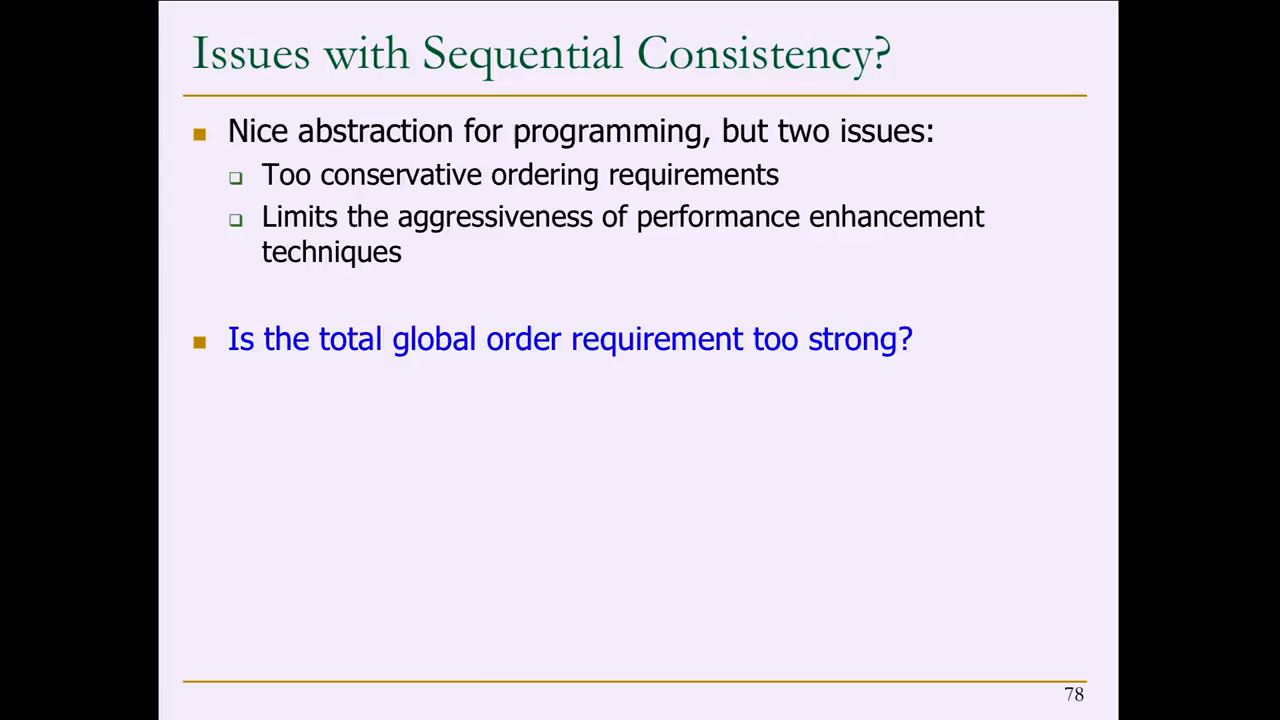 Issues with Sequential Consistency?
Nice abstraction for programming, but two issues:
Too conservative ordering requirements
Limits the aggressiveness of performance enhancement
techniques
Is the total global order requirement too strong?
78